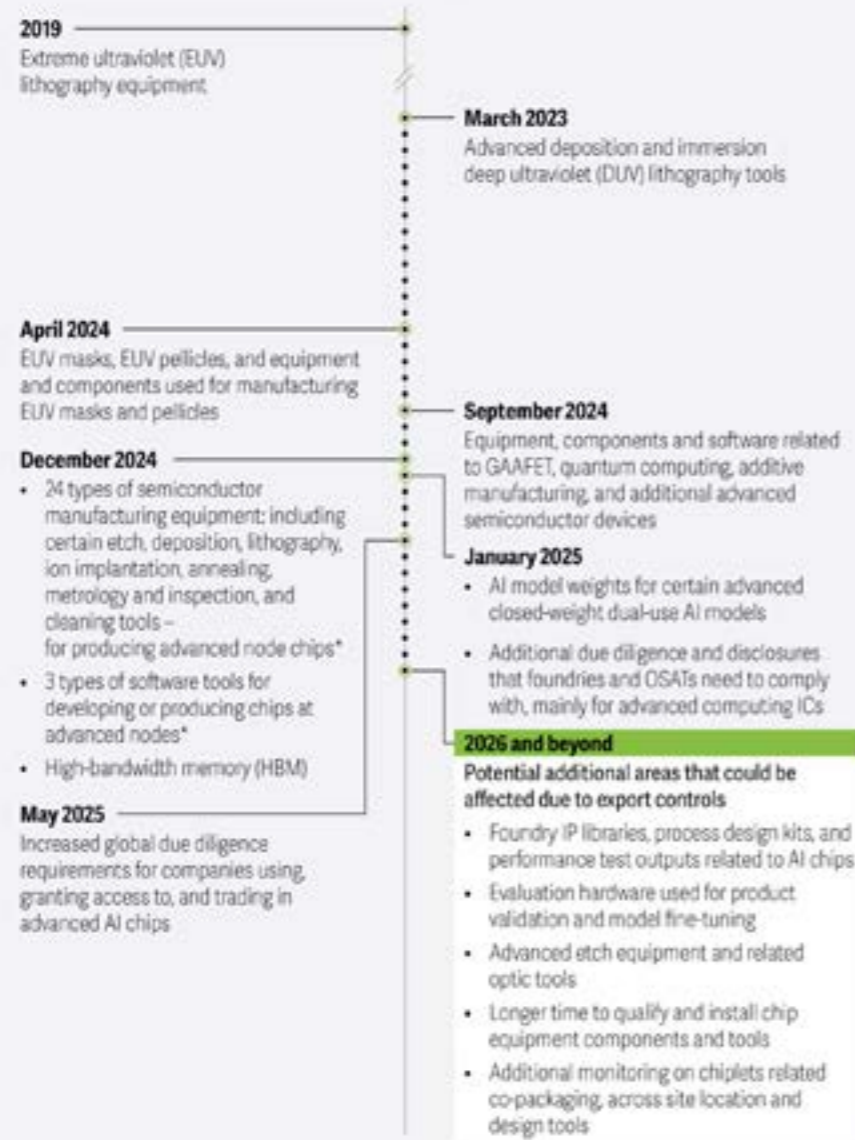 2019
Extreme ultraviolet (EUV)
lithography equipment
March 2023
Advanced deposition and immersion
deep ultraviolet (DUV) lithography tools
April 2024
EUV masks, EUV pellicles, and equipment
and components used for manufacturing
EUV masks and pellicles
September 2024
Equipment, components and software related
to GAAFET, quantum computing, additive
manufacturing, and additional advanced
semiconductor devices
December 2024
• 24 types of semiconductor
manufacturing equipment: including
certain etch, deposition, lithography,
ion implantation, annealing,
metrology and inspection, and
cleaning tools –
for producing advanced node chips*
• 3 types of software tools for
developing or producing chips at
advanced nodes*
• High-bandwidth memory (HBM)
January 2025
• AI model weights for certain advanced
closed-weight dual-use AI models
• Additional due diligence and disclosures
that foundries and OSATs need to comply
with, mainly for advanced computing ICs
May 2025
Increased global due diligence
requirements for companies using,
granting access to, and trading in
advanced AI chips
2026 and beyond
Potential additional areas that could be
affected due to export controls
• Foundry IP libraries, process design kits, and
performance test outputs related to AI chips
• Evaluation hardware used for product
validation and model fine-tuning
• Advanced etch equipment and related
optic tools
• Longer time to qualify and install chip
equipment components and tools
• Additional monitoring on chiplets related
co-packaging, across site location and
design tools